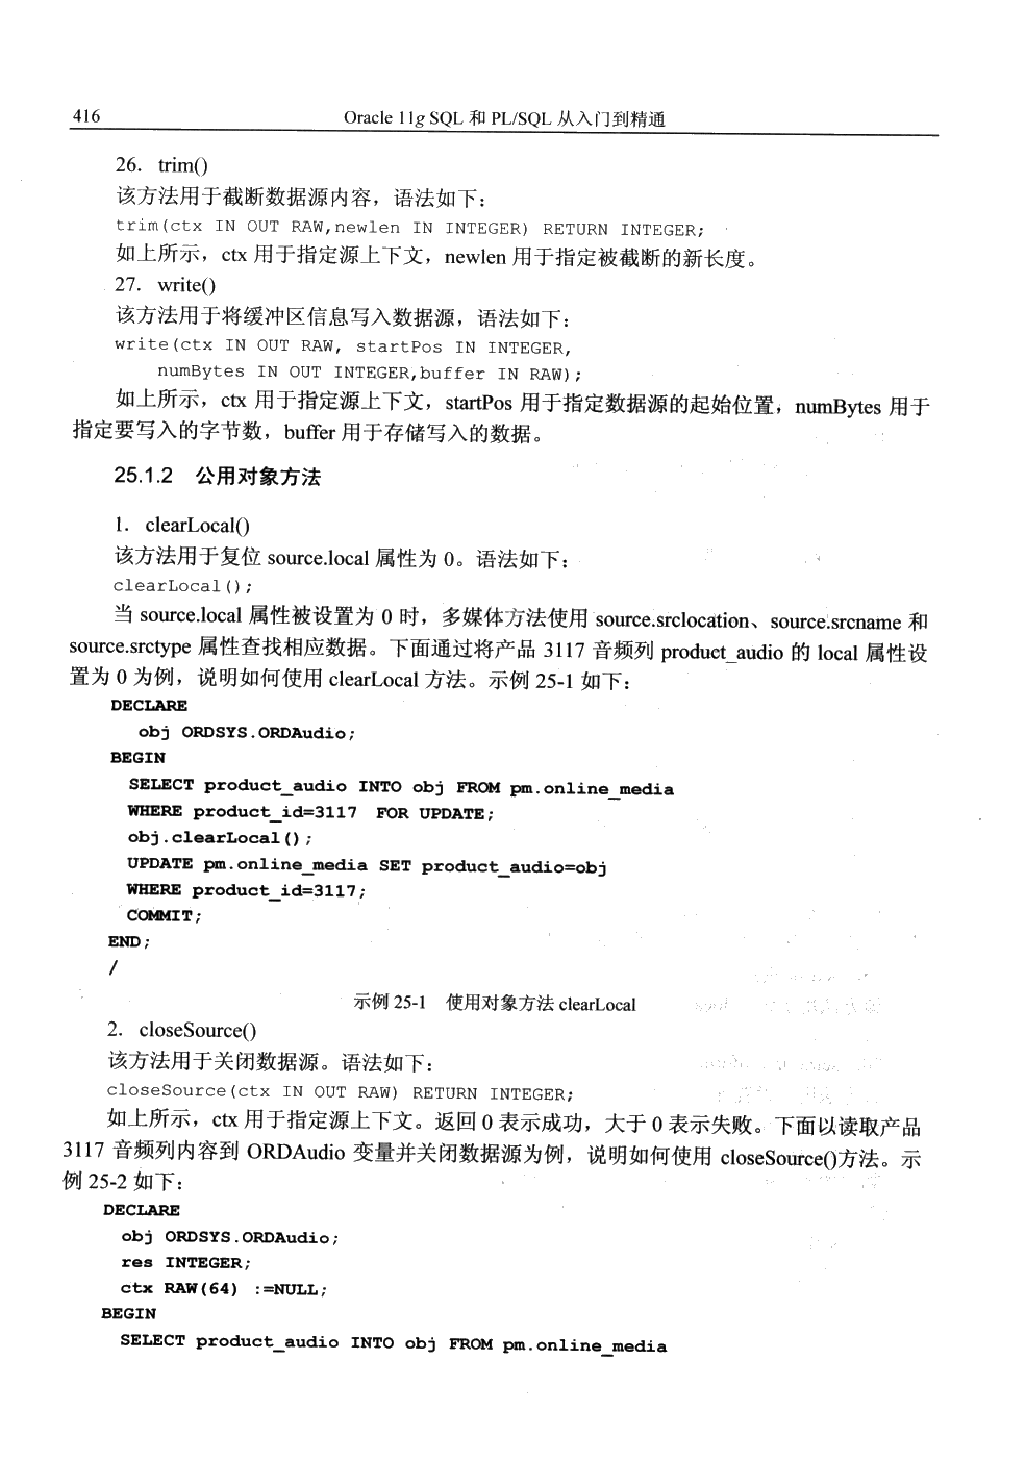 416
Oracle 11g SQL 和 PL/SQL 从入门到精通
26．trim()
该方法用于截断数据源内容，语法如下：
trim(ctx IN OUT RAW,newlen IN INTEGER) RETURN INTEGER;
如上所示，ctx 用于指定源上下文，newlen 用于指定被截断的新长度。
27．write()
该方法用于将缓冲区信息写入数据源，语法如下：
write(ctx IN OUT RAW, startPos IN INTEGER,
numBytes IN OUT INTEGER,buffer IN RAW);
如上所示，ctx 用于指定源上下文，startPos 用于指定数据源的起始位置，numBytes 用于
指定要写入的字节数，buffer 用于存储写入的数据。
25.1.2 公用对象方法
1．clearLocal()
该方法用于复位 source.local 属性为 0。语法如下：
clearLocal();
当 source.local 属性被设置为 0 时，多媒体方法使用 source.srclocation、source.srcname 和
source.srctype 属性查找相应数据。下面通过将产品 3117 音频列 product_audio 的 local 属性设
置为 0 为例，说明如何使用 clearLocal 方法。示例 25-1 如下：
DECLARE
obj ORDSYS.ORDAudio;
BEGIN
SELECT product_audio INTO obj FROM pm.online_media
WHERE product_id=3117 FOR UPDATE;
obj.clearLocal();
UPDATE pm.online_media SET product_audio=obj
WHERE product_id=3117;
COMMIT;
END;
/
示例 25-1 使用对象方法 clearLocal
2．closeSource()
该方法用于关闭数据源。语法如下：
closeSource(ctx IN OUT RAW) RETURN INTEGER;
如上所示，ctx 用于指定源上下文。返回 0 表示成功，大于 0 表示失败。下面以读取产品
3117 音频列内容到 ORDAudio 变量并关闭数据源为例，说明如何使用 closeSource()方法。示
例 25-2 如下：
DECLARE
obj ORDSYS.ORDAudio;
res INTEGER;
ctx RAW(64) :=NULL;
BEGIN
SELECT product_audio INTO obj FROM pm.online_media